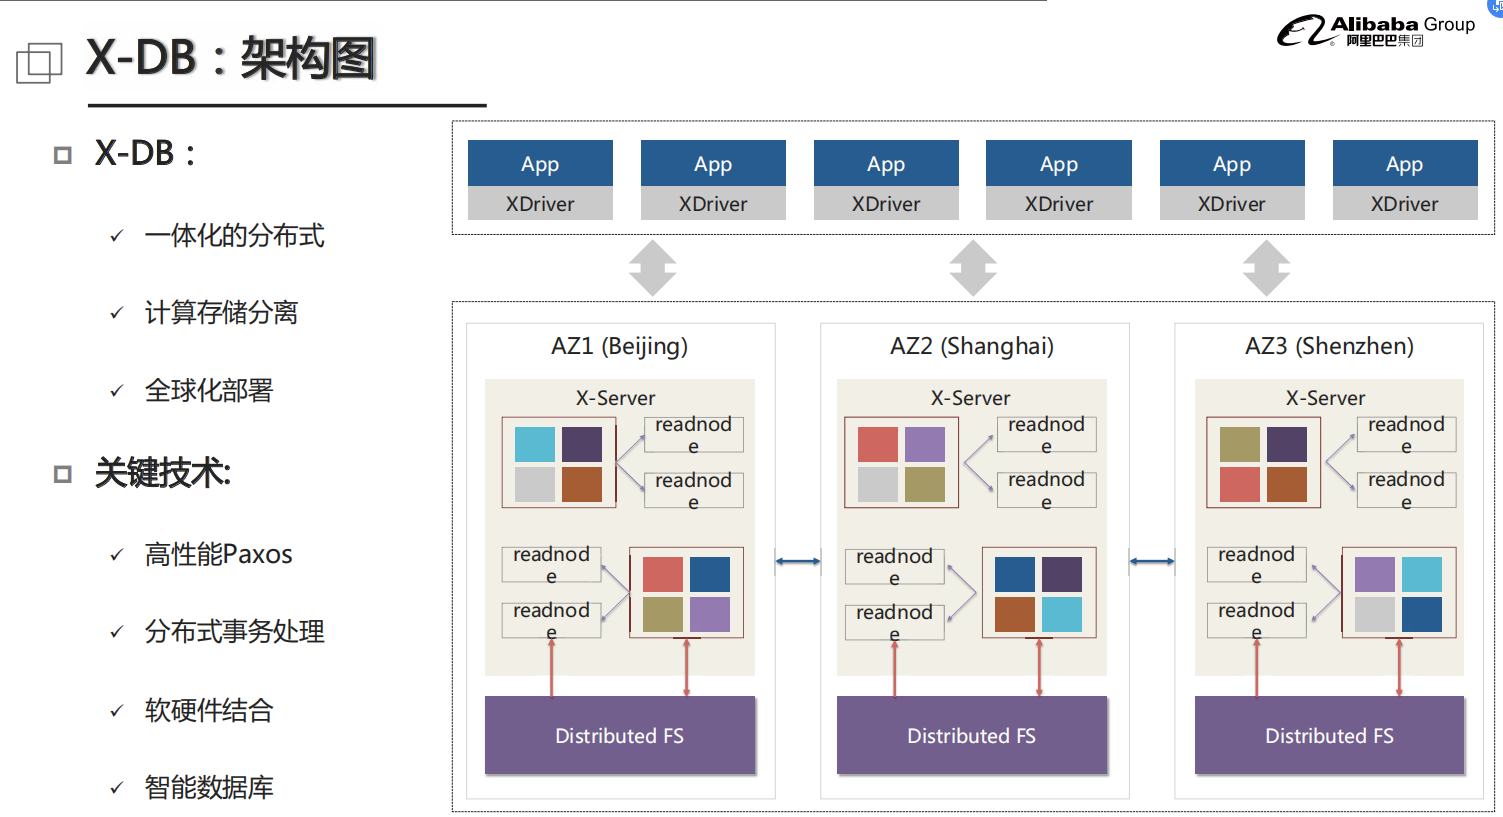 X-DB：架构图
Alibaba Group
阿里巴巴集团
X-DB：
一体化的分布式
计算存储分离
全球化部署
关键技术:
高性能Paxos
分布式事务处理
软硬件结合
智能数据库
App
XDriver
App
XDriver
App
XDriver
App
XDriver
App
XDriver
App
XDriver
AZ1 (Beijing)
X-Server
readnod
e
readnod
e
readnod
e
readnod
e
Distributed FS
AZ2 (Shanghai)
X-Server
readnod
e
readnod
e
readnod
e
readnod
e
Distributed FS
AZ3 (Shenzhen)
X-Server
readnod
e
readnod
e
readnod
e
readnod
e
Distributed FS